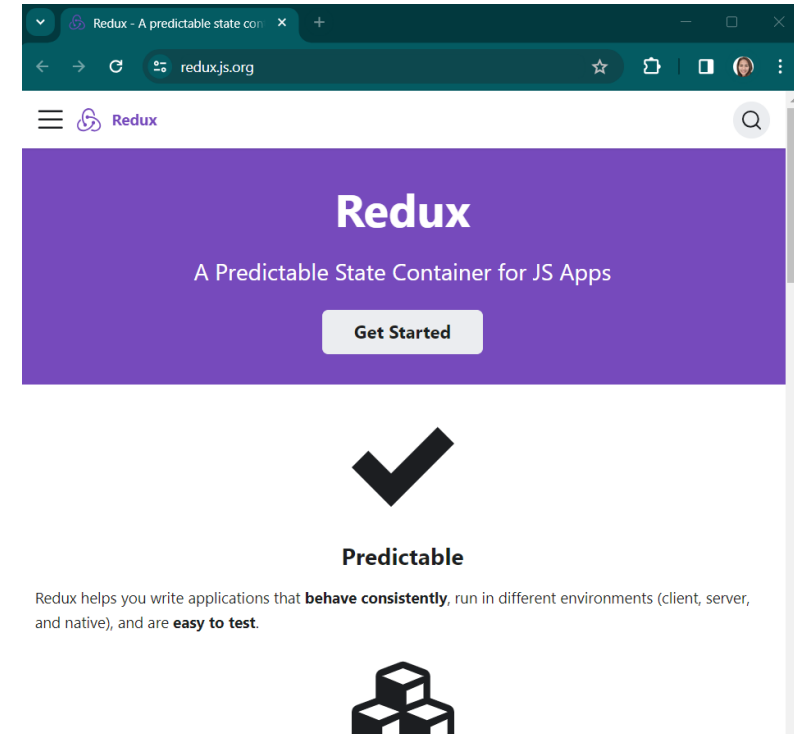 Redux - A predictable state con
redux.js.org
Redux
Redux
A Predictable State Container for JS Apps
Get Started
Predictable
Redux helps you write applications that behave consistently, run in different environments (client, server,
and native), and are easy to test.